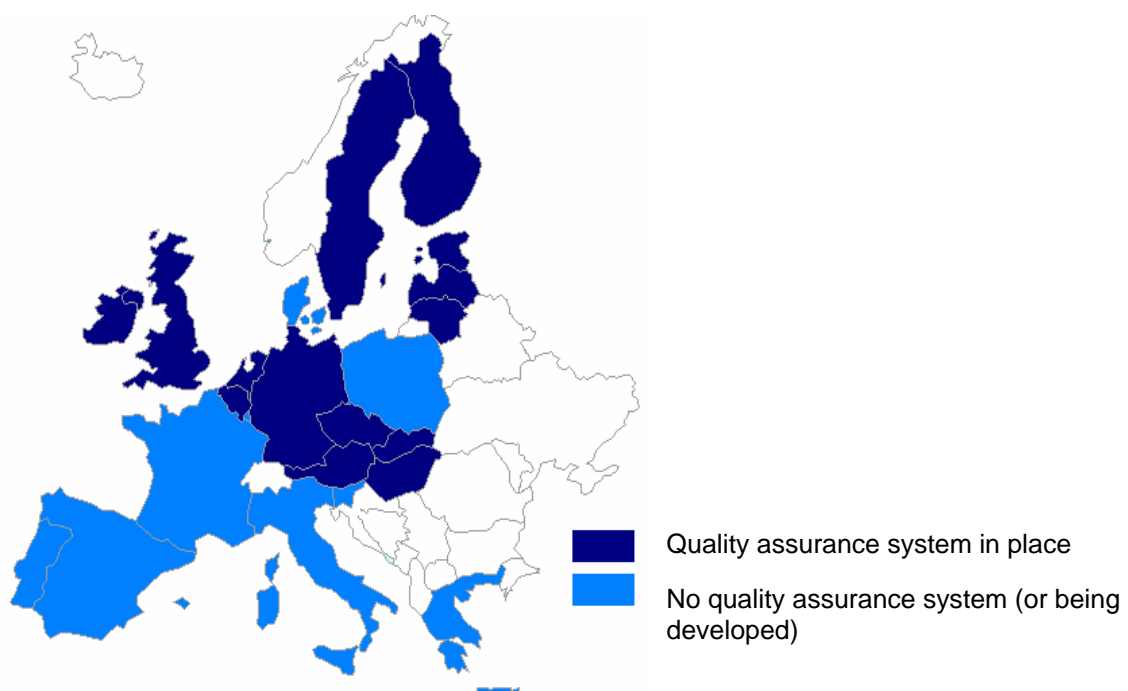 Quality assurance system in place
No quality assurance system (or being
developed)